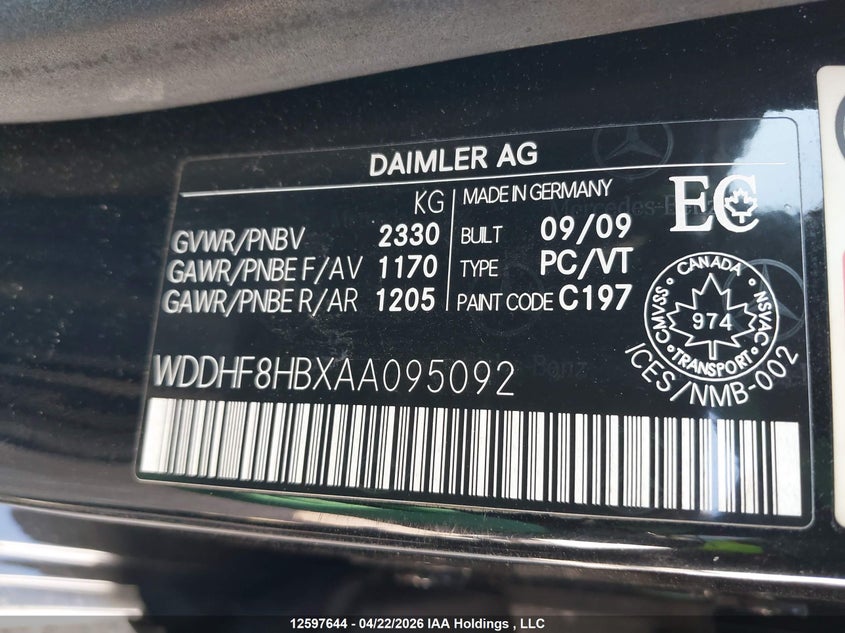 DAIMLER AG
KG
GVWR/PNBV 2330
GAWR/PNBE F/AV 1170
GAWR/PNBE R/AR 1205
MADE IN GERMANY
BUILT 09/09
TYPE PC/VT
PAINT CODE C197
EC
CANADA
CMVSS 974 NSVAC
TRANSPORT
ICES/NMB-002
WDDHF8HBXAA095092
12597644 - 04/22/2026 IAA Holdings , LLC